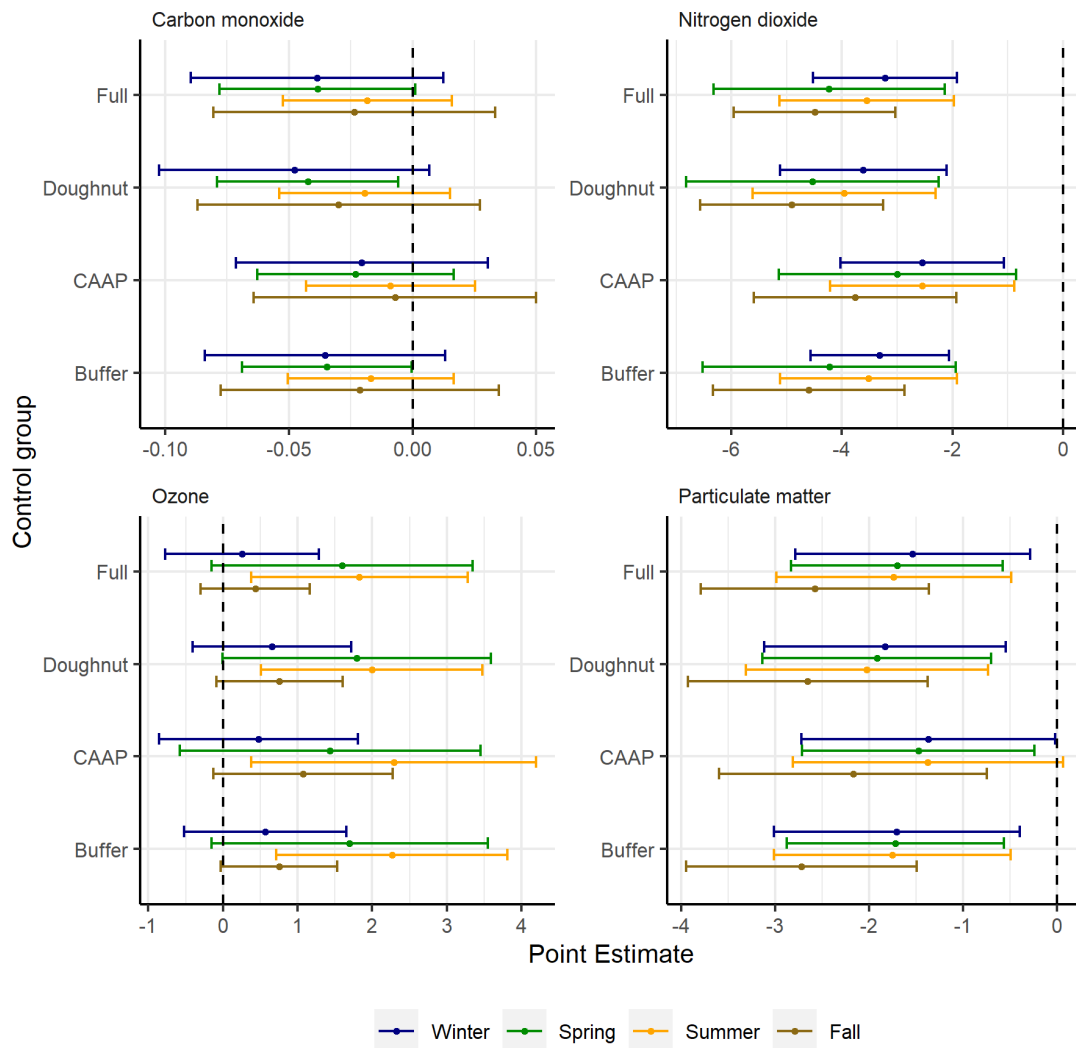 Carbon monoxide
Nitrogen dioxide
Full
Doughnut
CAAP
Buffer
-0.10 -0.05 0.00 0.05
Full
Doughnut
CAAP
Buffer
-6 -4 -2 0
Control group
Ozone
Particulate matter
Full
Doughnut
CAAP
Buffer
-1 0 1 2 3 4
Full
Doughnut
CAAP
Buffer
-4 -3 -2 -1 0
Point Estimate
Winter Spring Summer Fall